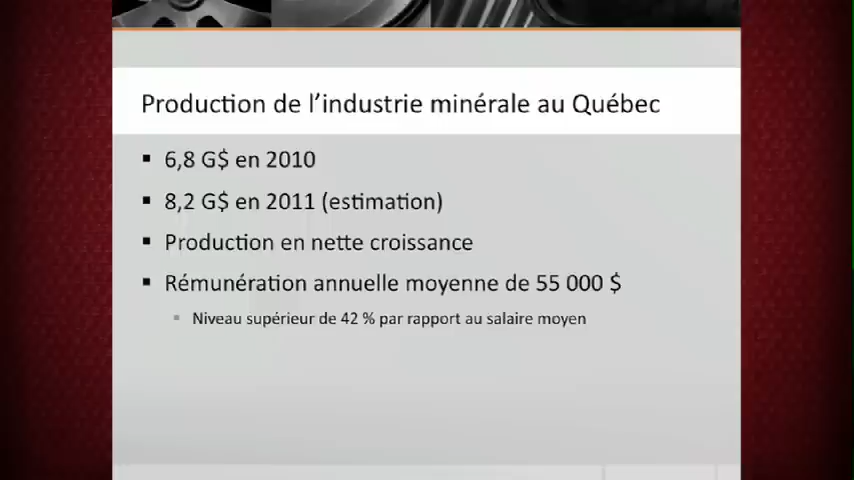 Production de l'industrie minérale au Québec
▪ 6,8 G$ en 2010
▪ 8,2 G$ en 2011 (estimation)
▪ Production en nette croissance
▪ Rémunération annuelle moyenne de 55 000 $
▪ Niveau supérieur de 42 % par rapport au salaire moyen